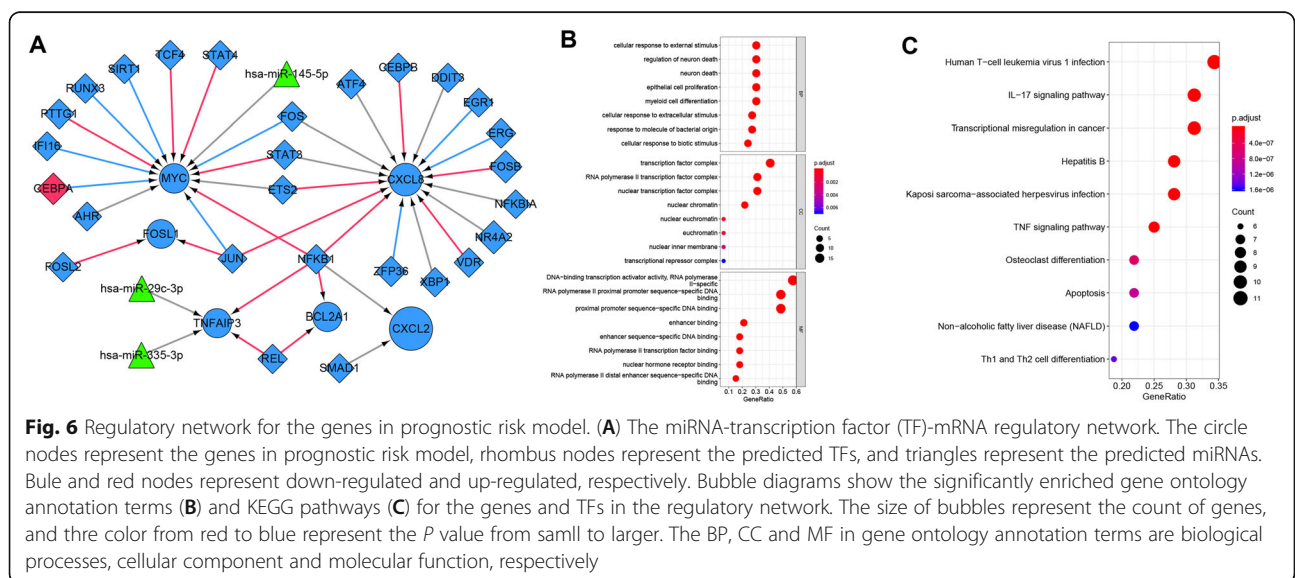 A
STAT4
TCF4
SIRT1
RUNX3
PTTG1
IFI16
CEBPA
AHR
hsa-miR-145-5p
FOS
STAT3
ETS2
MYC
ATF4
CEBPB
DDIT3
EGR1
ERG
FOSB
NFKBIA
NR4A2
VDR
XBP1
ZFP36
CXCL8
FOSL1
FOSL2
JUN
NFKB1
hsa-miR-29c-3p
hsa-miR-335-3p
TNFAIP3
BCL2A1
REL
SMAD1
CXCL2
B
cellular response to external stimulus
regulation of neuron death
neuron death
epithelial cell proliferation
myeloid cell differentiation
cellular response to extracellular stimulus
response to molecule of bacterial origin
cellular response to biotic stimulus
BP
transcription factor complex
RNA polymerase II transcription factor complex
nuclear transcription factor complex
nuclear chromatin
nuclear euchromatin
euchromatin
nuclear inner membrane
transcriptional repressor complex
CC
DNA-binding transcription activator activity, RNA polymerase
II-specific
RNA polymerase II proximal promoter sequence-specific DNA
binding
proximal promoter sequence-specific DNA binding
enhancer binding
enhancer sequence-specific DNA binding
RNA polymerase II transcription factor binding
nuclear hormone receptor binding
RNA polymerase II distal enhancer sequence-specific DNA
binding
MF
0.1 0.2 0.3 0.4 0.5 0.6
GeneRatio
p.adjust
0.002
0.004
0.006
Count
5
10
15
C
Human T-cell leukemia virus 1 infection
IL-17 signaling pathway
Transcriptional misregulation in cancer
Hepatitis B
Kaposi sarcoma-associated herpesvirus infection
TNF signaling pathway
Osteoclast differentiation
Apoptosis
Non-alcoholic fatty liver disease (NAFLD)
Th1 and Th2 cell differentiation
0.20 0.25 0.30 0.35
GeneRatio
p.adjust
4.0e-07
8.0e-07
1.2e-06
1.6e-06
Count
6
7
8
9
10
11
Fig. 6 Regulatory network for the genes in prognostic risk model. (A) The miRNA-transcription factor (TF)-mRNA regulatory network. The circle
nodes represent the genes in prognostic risk model, rhombus nodes represent the predicted TFs, and triangles represent the predicted miRNAs.
Bule and red nodes represent down-regulated and up-regulated, respectively. Bubble diagrams show the significantly enriched gene ontology
annotation terms (B) and KEGG pathways (C) for the genes and TFs in the regulatory network. The size of bubbles represent the count of genes,
and thre color from red to blue represent the P value from samll to larger. The BP, CC and MF in gene ontology annotation terms are biological
processes, cellular component and molecular function, respectively